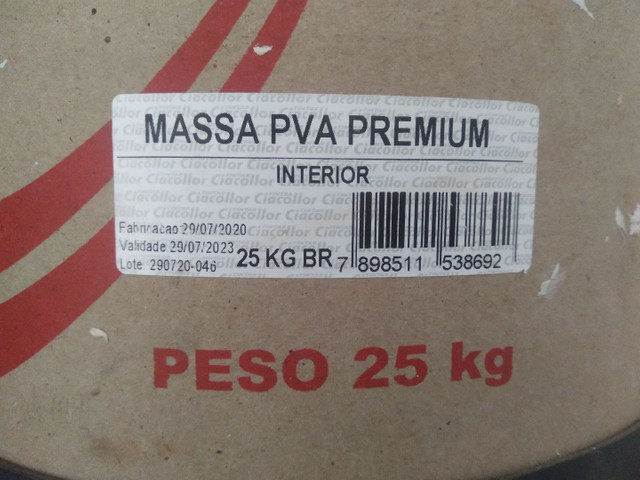 MASSA PVA PREMIUM
INTERIOR
Fabricacao 29/07/2020
Validade 29/07/2023
Lote 290720-046
25 KG BR
7 898511 538692
PESO 25 kg
Ciacollor